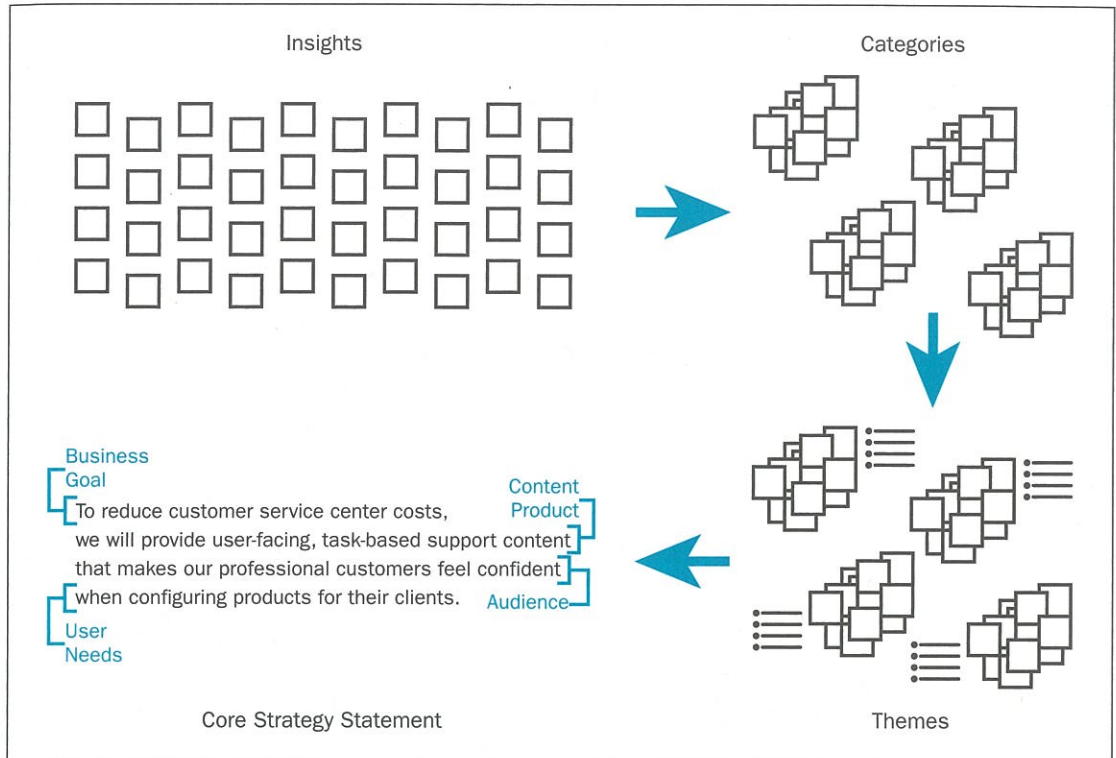 Insights
Categories
Business
Goal
Content
Product
To reduce customer service center costs,
we will provide user-facing, task-based support content
that makes our professional customers feel confident
when configuring products for their clients.
Audience
User
Needs
Core Strategy Statement
Themes